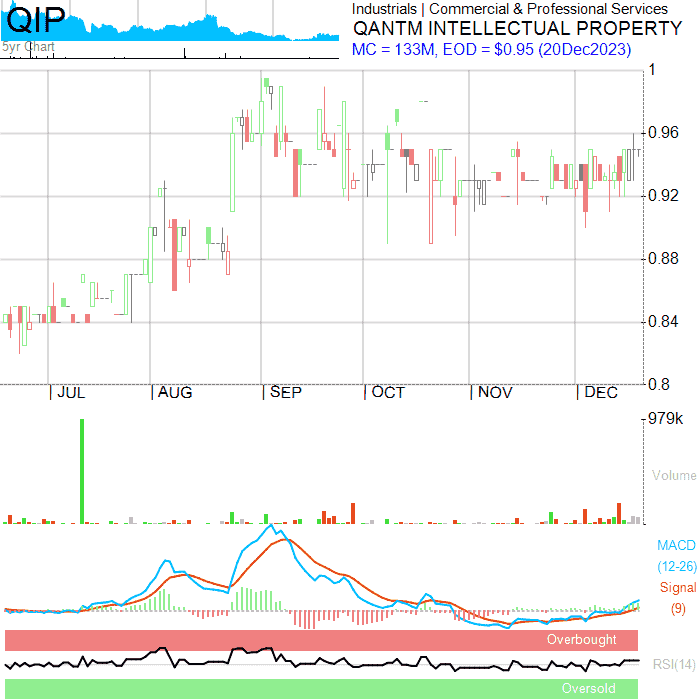 QIP
5yr Chart
Industrials | Commercial & Professional Services
QANTM INTELLECTUAL PROPERTY
MC = 133M, EOD = $0.95 (20Dec2023)
1
0.96
0.92
0.88
0.84
0.8
JUL AUG SEP OCT NOV DEC
979k
Volume
MACD
(12-26)
Signal
(9)
Overbought
RSI(14)
Oversold